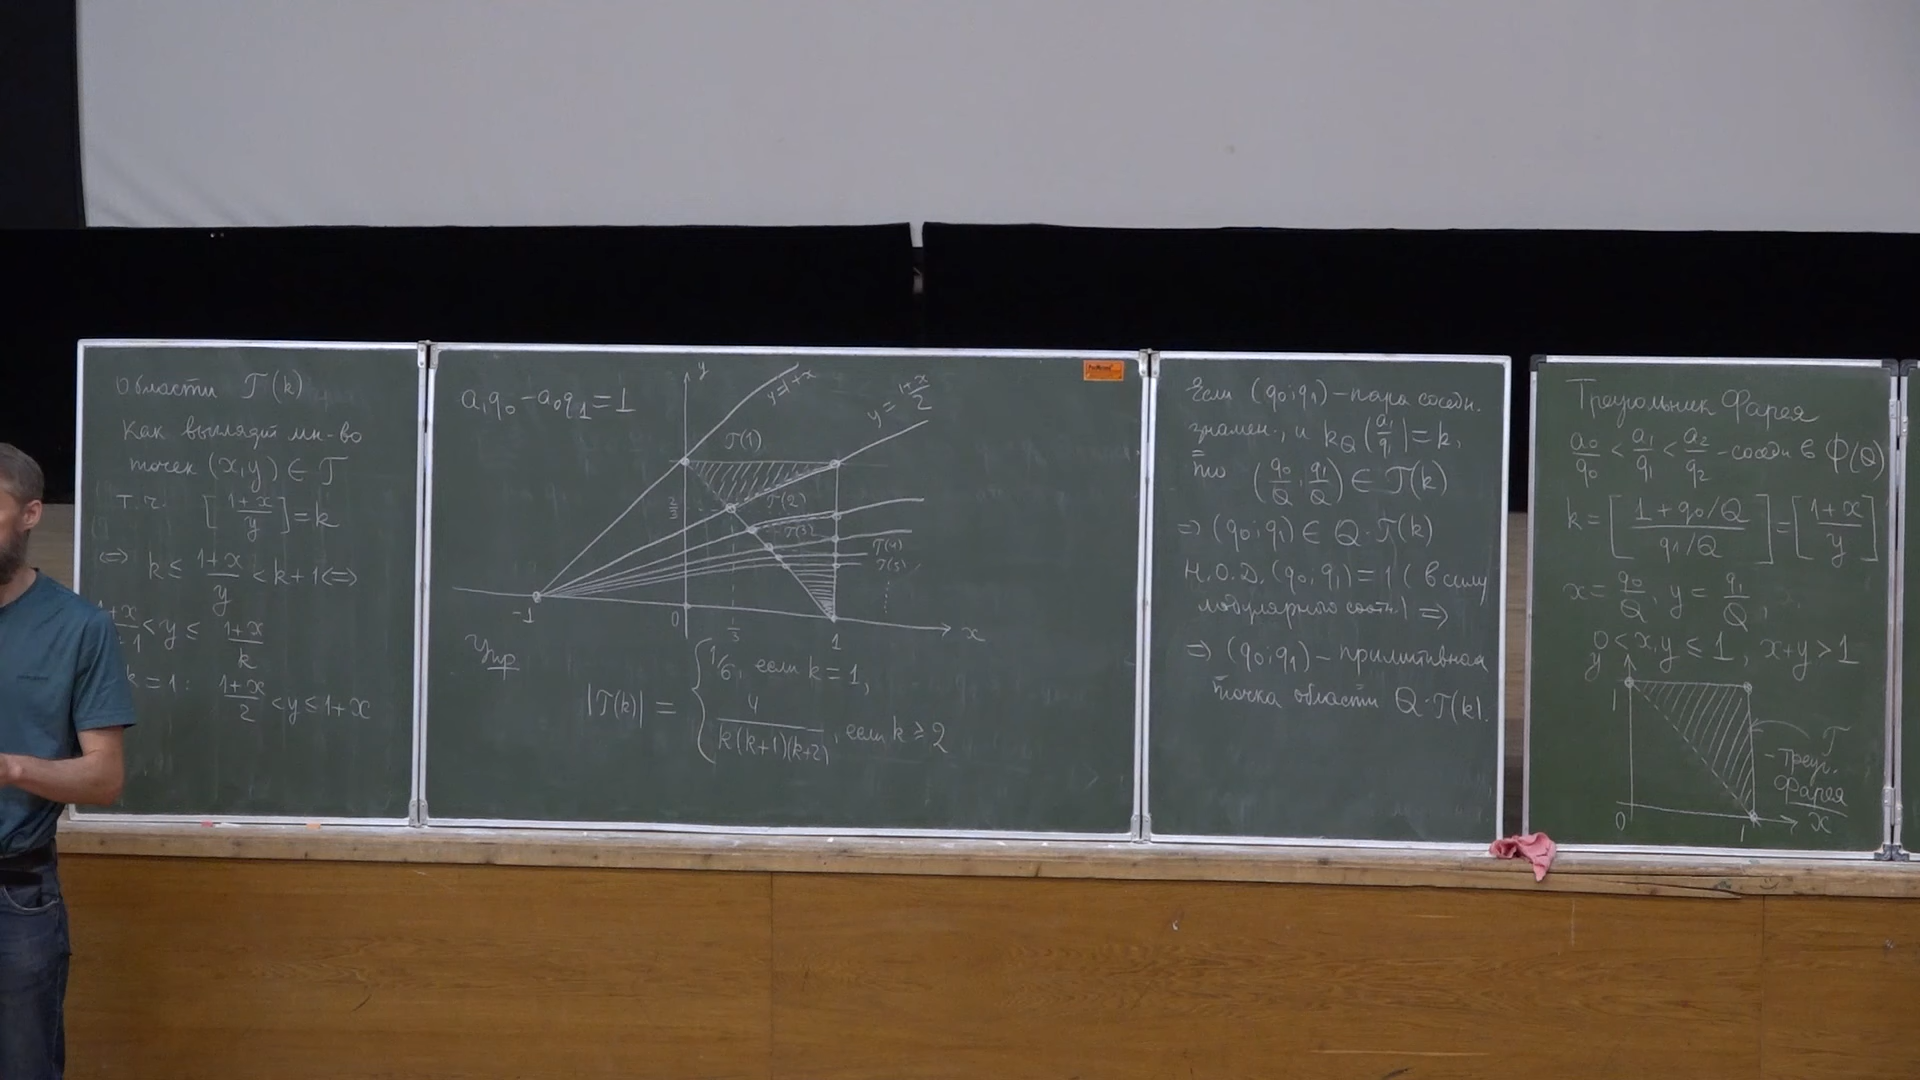 Области 𝒯(k)
Как выглядит мн-во
точек (x,y) ∈ 𝒯
т.ч. [(1+x)/y] = k
⇔ k ≤ (1+x)/y < k+1 ⇔
< y ≤ (1+x)/k
k = 1: (1+x)/2 < y ≤ 1+x
a₁q₀ − a₀q₁ = 1
y
y=1+x
y = (1+x)/2
𝒯(1)
2/3
𝒯(2)
𝒯(3)
𝒯(4)
𝒯(5)
-1
0
1/3
1
x
Упр
|𝒯(k)| = { 1/6, если k = 1,
4/(k(k+1)(k+2)), если k ≥ 2
Если (q₀;q₁) – пара соседн.
знамен., и k_Q(a₁/q₁) = k,
то (q₀/Q; q₁/Q) ∈ 𝒯(k)
⇒ (q₀;q₁) ∈ Q·𝒯(k)
Н.О.Д.(q₀;q₁) = 1 (в силу
модулярного соотн.) ⇒
⇒ (q₀;q₁) – примитивная
точка области Q·𝒯(k).
Треугольник Фарея
a₀/q₀ < a₁/q₁ < a₂/q₂ – соседи в Φ(Q)
k = [(1 + q₀/Q)/(q₁/Q)] = [(1+x)/y]
x = q₀/Q, y = q₁/Q,
0 < x,y ≤ 1, x+y > 1
y
1
𝒯
– треуг.
Фарея
0
1
x